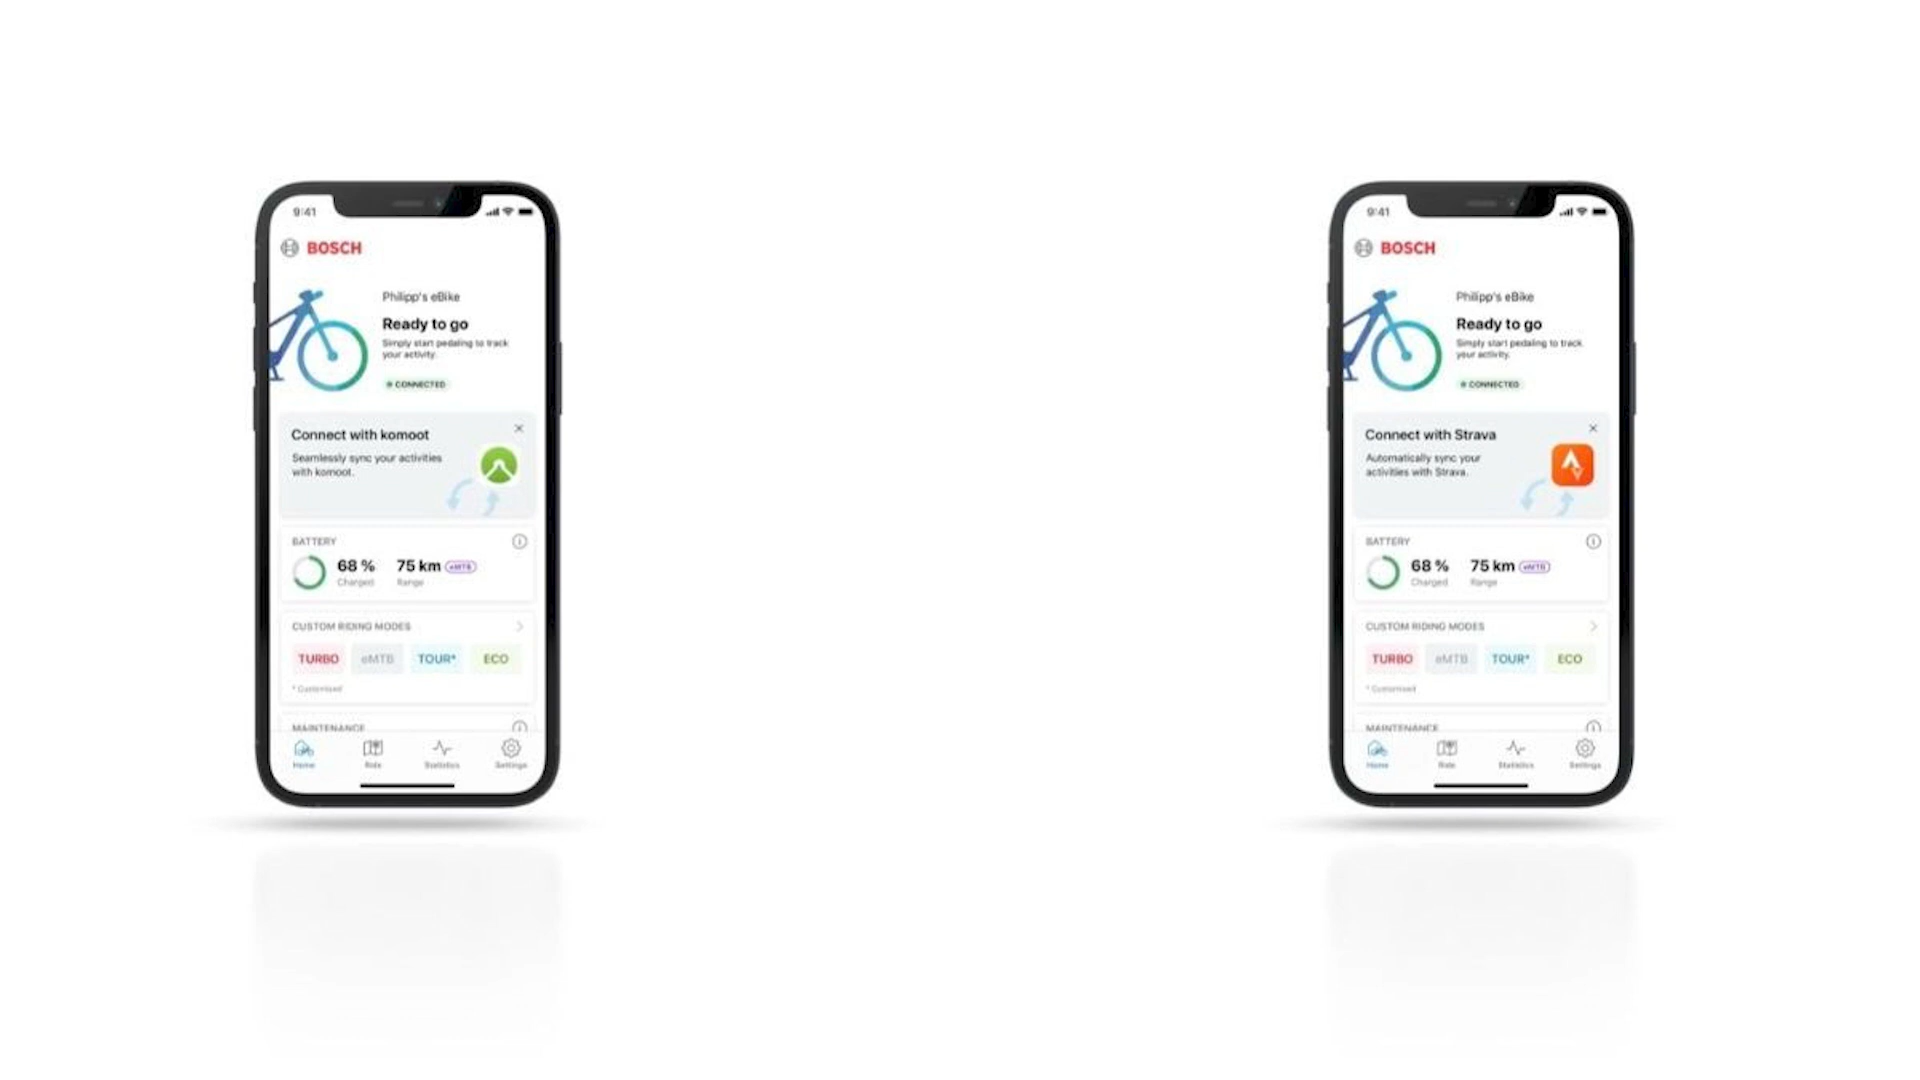 9:41
BOSCH
Philipp's eBike
Ready to go
Simply start pedaling to track
your activity.
CONNECTED
Connect with komoot
Seamlessly sync your activities
with komoot.
BATTERY
68 % 75 km eMTB
Charged Range
CUSTOM RIDING MODES
TURBO eMTB TOUR* ECO
* Customised
MAINTENANCE
Home Ride Statistics Settings
9:41
BOSCH
Philipp's eBike
Ready to go
Simply start pedaling to track
your activity.
CONNECTED
Connect with Strava
Automatically sync your
activities with Strava.
BATTERY
68 % 75 km eMTB
Charged Range
CUSTOM RIDING MODES
TURBO eMTB TOUR* ECO
* Customised
MAINTENANCE
Home Ride Statistics Settings